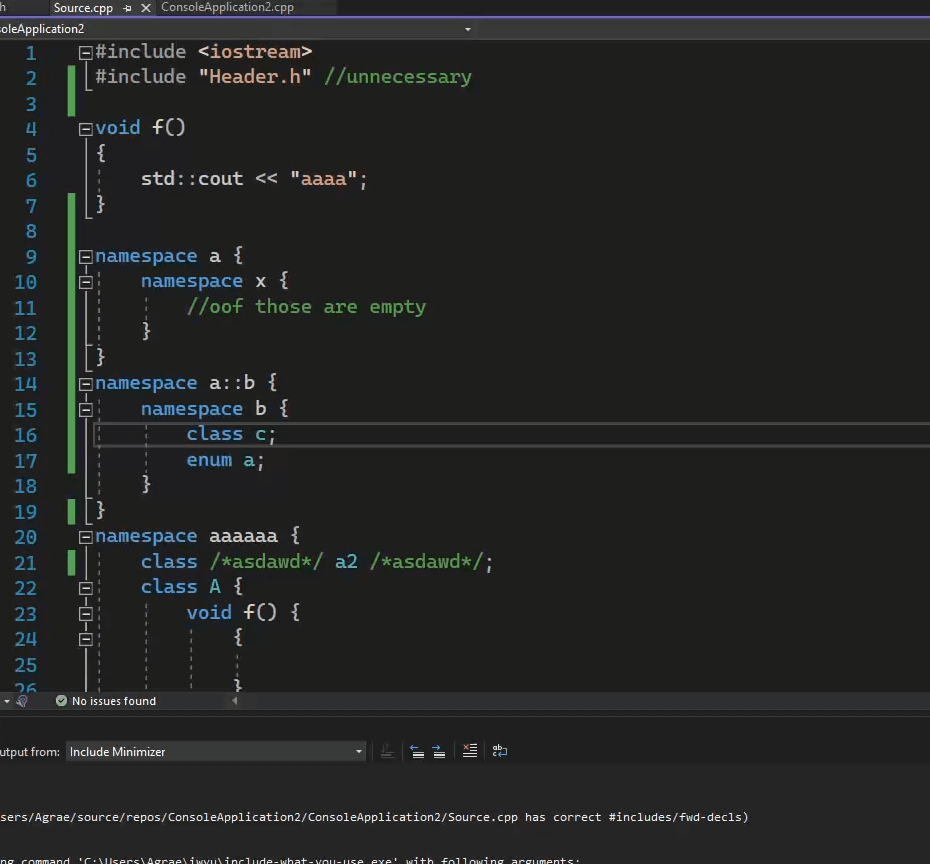 h Source.cpp ConsoleApplication2.cpp
soleApplication2
1 #include <iostream>
2 #include "Header.h" //unnecessary
3
4 void f()
5 {
6 std::cout << "aaaa";
7 }
8
9 namespace a {
10 namespace x {
11 //oof those are empty
12 }
13 }
14 namespace a::b {
15 namespace b {
16 class c;
17 enum a;
18 }
19 }
20 namespace aaaaaa {
21 class /*asdawd*/ a2 /*asdawd*/;
22 class A {
23 void f() {
24 {
25
26 }
No issues found
utput from: Include Minimizer
sers/Agrae/source/repos/ConsoleApplication2/ConsoleApplication2/Source.cpp has correct #includes/fwd-decls)
ng command 'C:\Users\Agrae\iwyu\include-what-you-use.exe' with following arguments: